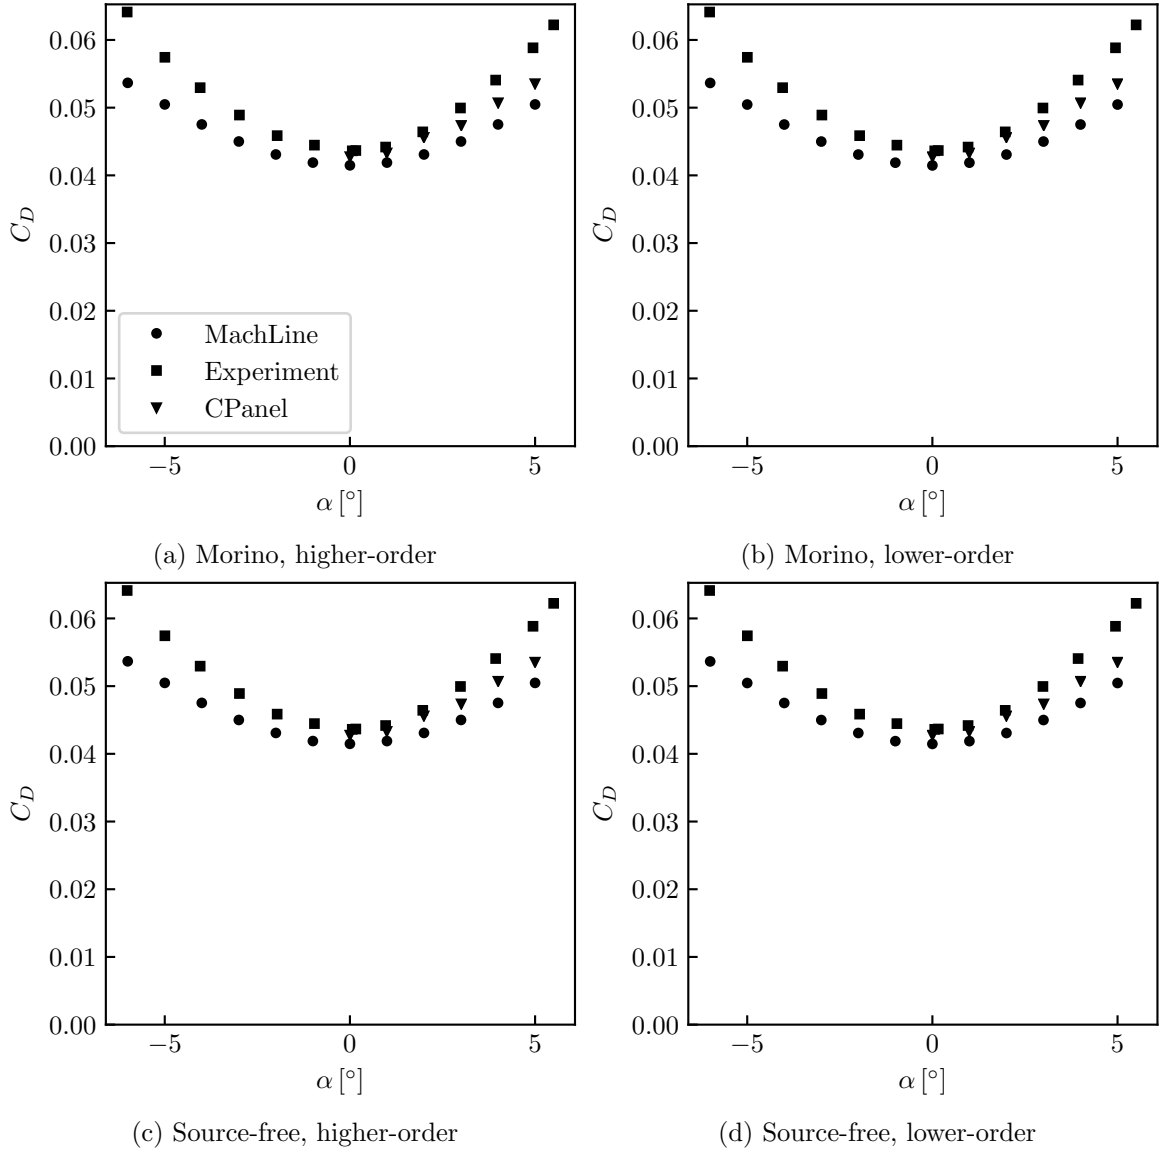 0.06
0.05
0.04
0.03
0.02
0.01
0.00
C_D
MachLine
Experiment
CPanel
−5 0 5
α [°]
(a) Morino, higher-order
0.06
0.05
0.04
0.03
0.02
0.01
0.00
C_D
−5 0 5
α [°]
(b) Morino, lower-order
0.06
0.05
0.04
0.03
0.02
0.01
0.00
C_D
−5 0 5
α [°]
(c) Source-free, higher-order
0.06
0.05
0.04
0.03
0.02
0.01
0.00
C_D
−5 0 5
α [°]
(d) Source-free, lower-order